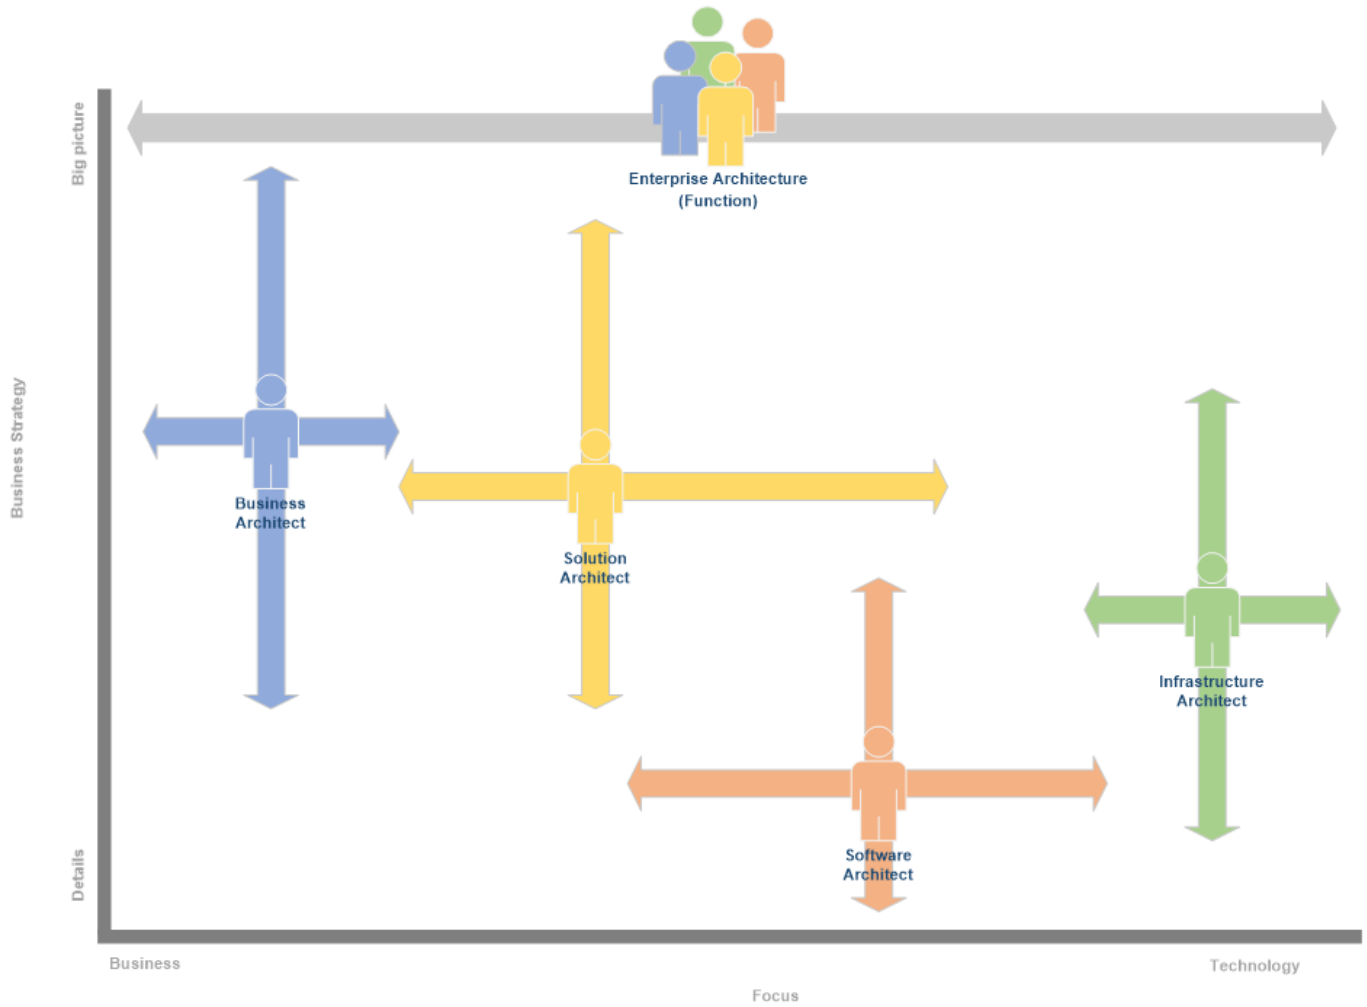 Big picture
Enterprise Architecture
(Function)
Business Strategy
Business
Architect
Solution
Architect
Infrastructure
Architect
Software
Architect
Details
Business
Technology
Focus